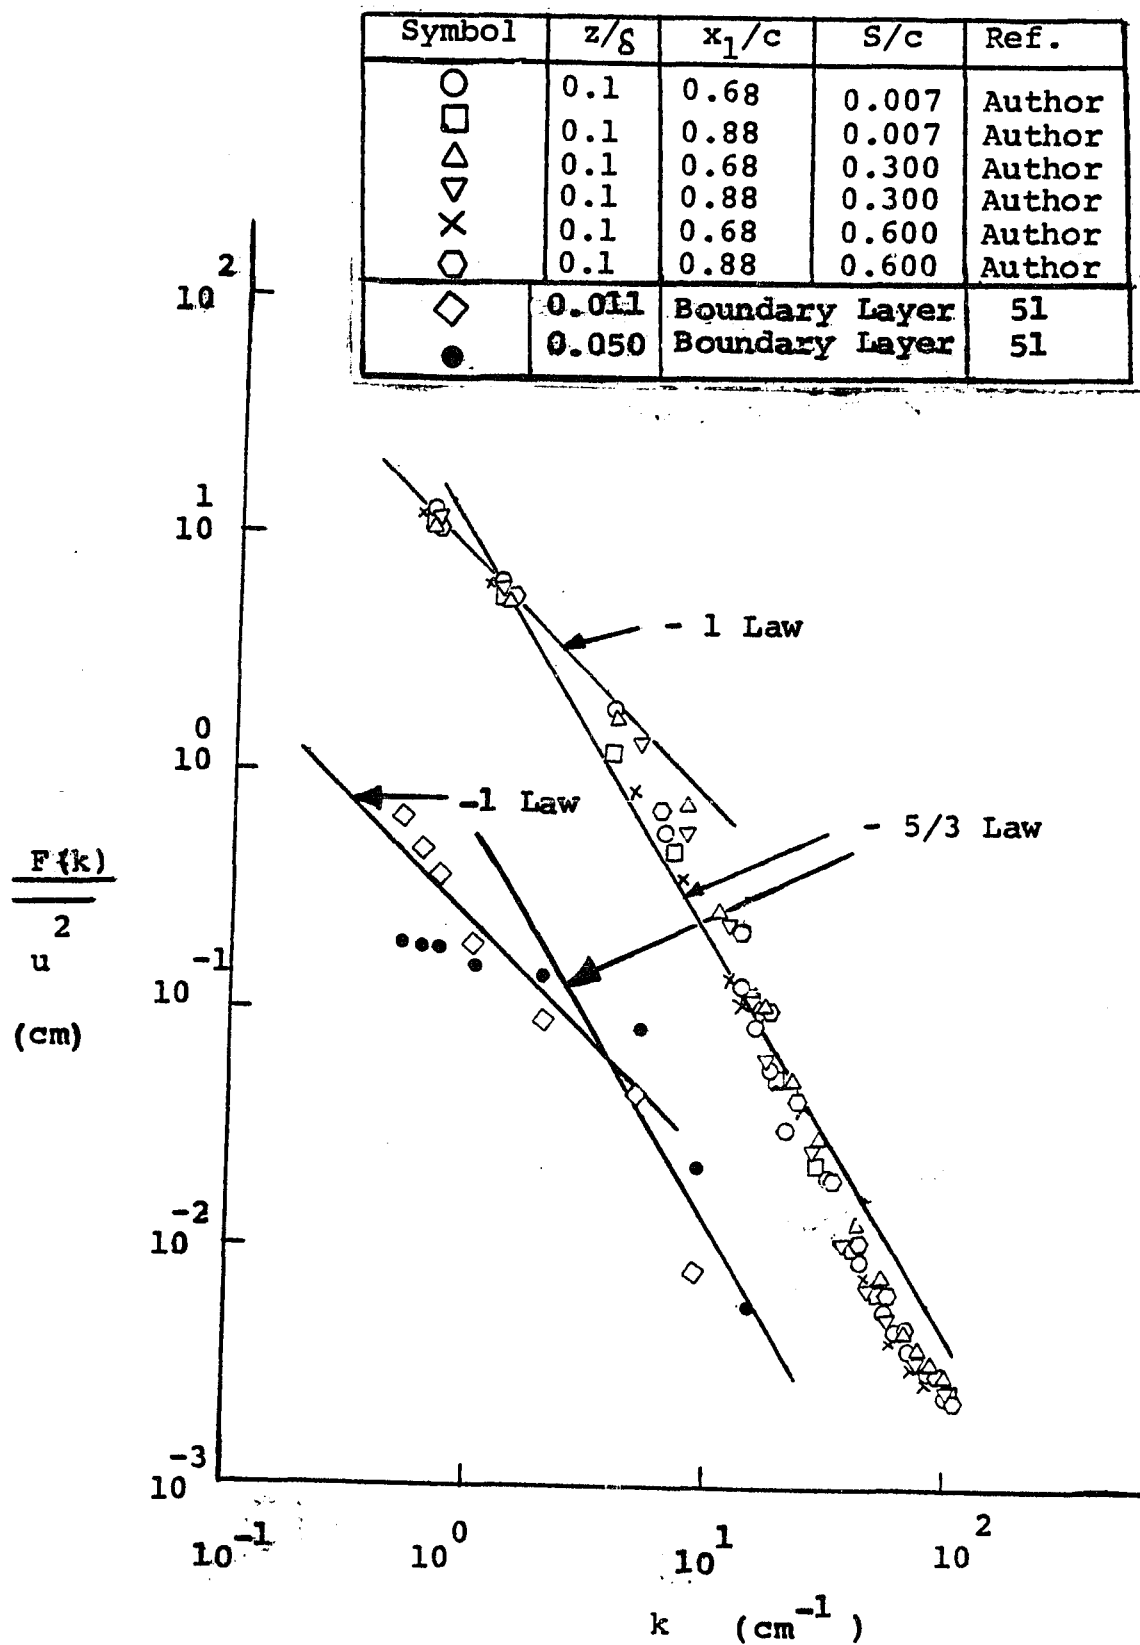 Symbol z/δ x1/c S/c Ref.
○ 0.1 0.68 0.007 Author
□ 0.1 0.88 0.007 Author
△ 0.1 0.68 0.300 Author
▽ 0.1 0.88 0.300 Author
× 0.1 0.68 0.600 Author
⬡ 0.1 0.88 0.600 Author
◇ 0.011 Boundary Layer 51
● 0.050 Boundary Layer 51
10^2
10^1
- 1 Law
10^0
-1 Law
- 5/3 Law
F(k)
u^2
10^-1
(cm)
10^-2
10^-3
10^-1 10^0 10^1 10^2
k (cm^-1)